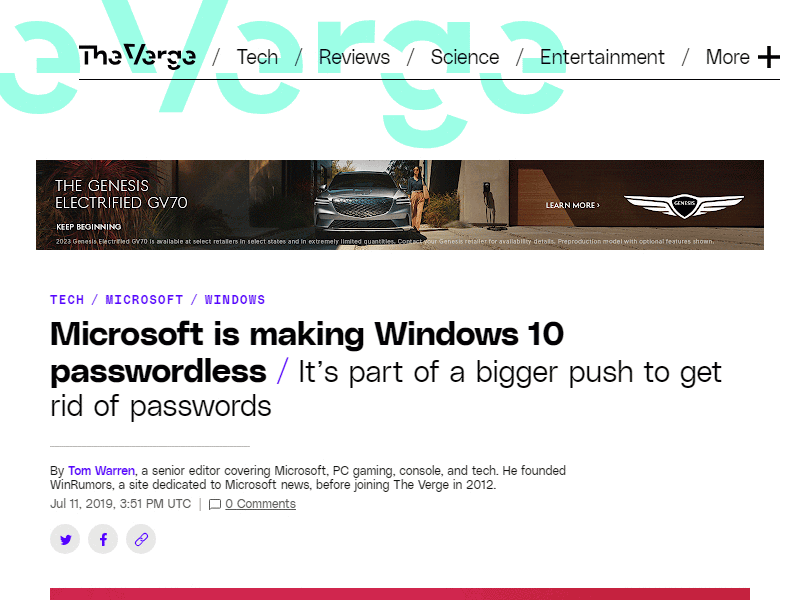 eVerge
TheVerge / Tech / Reviews / Science / Entertainment / More
THE GENESIS
ELECTRIFIED GV70
LEARN MORE ›
GENESIS
KEEP BEGINNING
2023 Genesis Electrified GV70 is available at select retailers in select states and in extremely limited quantities. Contact your Genesis retailer for availability details. Preproduction model with optional features shown.
TECH / MICROSOFT / WINDOWS
Microsoft is making Windows 10
passwordless / It’s part of a bigger push to get
rid of passwords
By Tom Warren, a senior editor covering Microsoft, PC gaming, console, and tech. He founded
WinRumors, a site dedicated to Microsoft news, before joining The Verge in 2012.
Jul 11, 2019, 3:51 PM UTC | 0 Comments